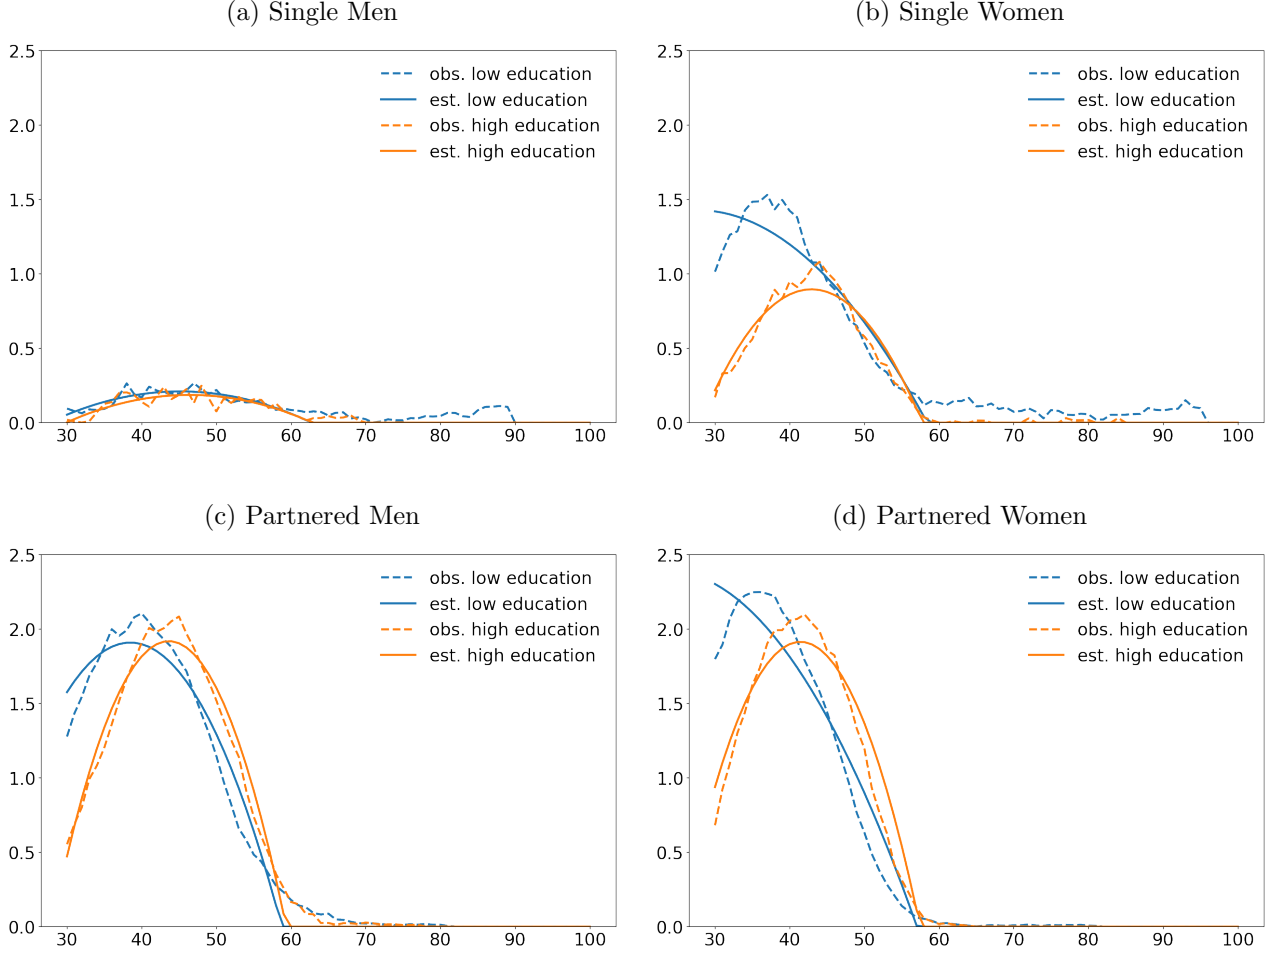 (a) Single Men
2.5
2.0
1.5
1.0
0.5
0.0
30 40 50 60 70 80 90 100
obs. low education
est. low education
obs. high education
est. high education
(b) Single Women
2.5
2.0
1.5
1.0
0.5
0.0
30 40 50 60 70 80 90 100
obs. low education
est. low education
obs. high education
est. high education
(c) Partnered Men
2.5
2.0
1.5
1.0
0.5
0.0
30 40 50 60 70 80 90 100
obs. low education
est. low education
obs. high education
est. high education
(d) Partnered Women
2.5
2.0
1.5
1.0
0.5
0.0
30 40 50 60 70 80 90 100
obs. low education
est. low education
obs. high education
est. high education